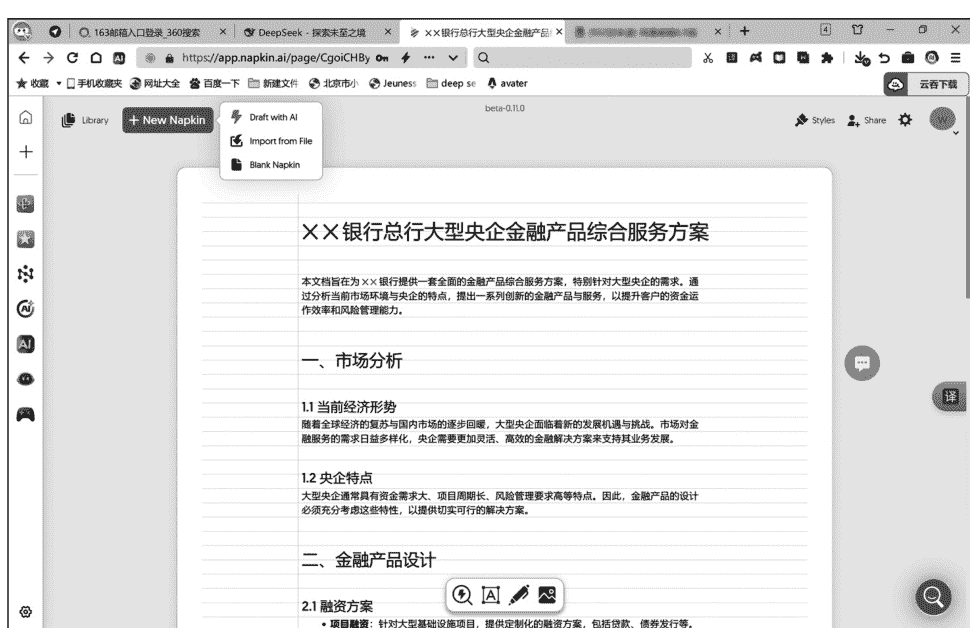 163邮箱入口登录_360搜索
DeepSeek - 探索未至之境
××银行总行大型央企金融产品
4
https://app.napkin.ai/page/CgoiCHBy
收藏
手机收藏夹
网址大全
百度一下
新建文件
北京市小
Jeuness
deep se
avater
云吞下载
Library
+ New Napkin
Draft with AI
Import from File
Blank Napkin
beta-0.11.0
Styles
Share
W
××银行总行大型央企金融产品综合服务方案
本文档旨在为××银行提供一套全面的金融产品综合服务方案，特别针对大型央企的需求。通
过分析当前市场环境与央企的特点，提出一系列创新的金融产品与服务，以提升客户的资金运
作效率和风险管理能力。
一、市场分析
1.1 当前经济形势
随着全球经济的复苏与国内市场的逐步回暖，大型央企面临着新的发展机遇与挑战。市场对金
融服务的需求日益多样化，央企需要更加灵活、高效的金融解决方案来支持其业务发展。
1.2 央企特点
大型央企通常具有资金需求大、项目周期长、风险管理要求高等特点。因此，金融产品的设计
必须充分考虑这些特性，以提供切实可行的解决方案。
二、金融产品设计
2.1 融资方案
• 项目融资：针对大型基础设施项目，提供定制化的融资方案，包括贷款、债券发行等。
译
AI
AI
A